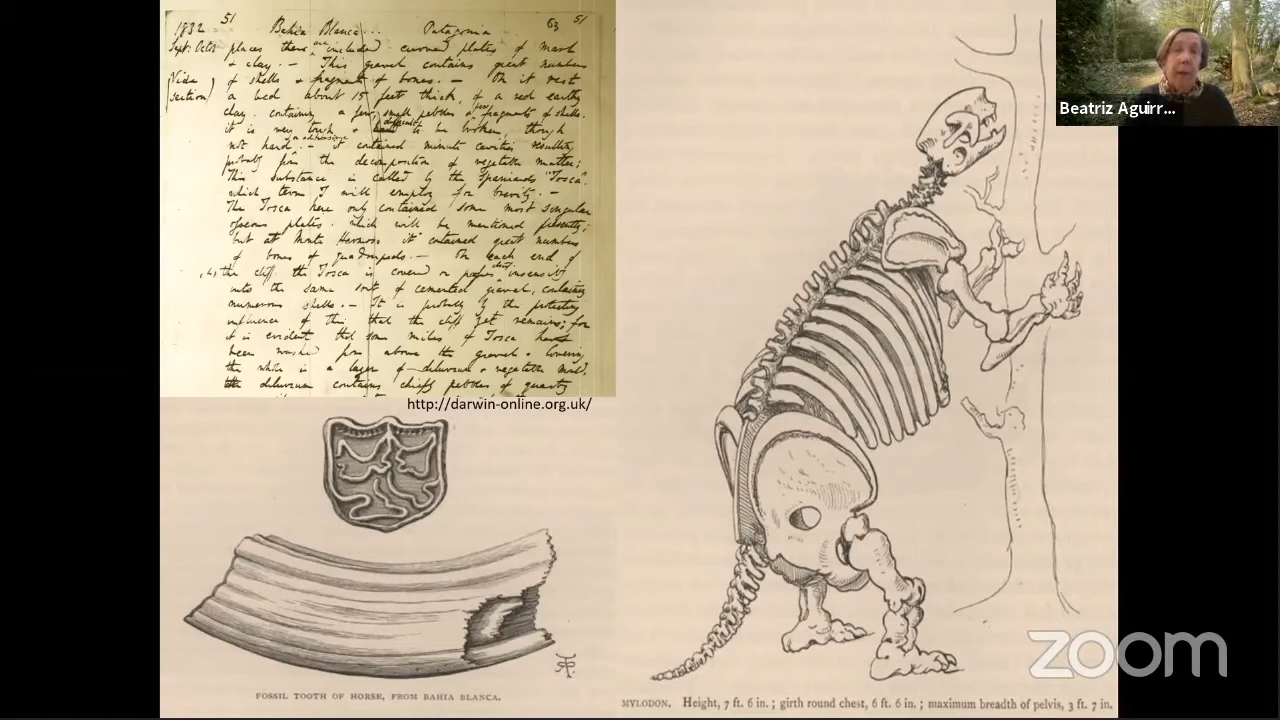 1832 51 Bahia Blanca... Patagonia 63 51
Sept: Octr places there are included curved plates of marl
& clay. — This gravel contains great numbers
(Vide of shells & fragments of bones. — On it rest
section) a bed about 15 feet thick, of a red earthy
clay containing a few small pebbles & few fragments of shells.
it is very tough & difficult to be broken, though
not hard. — it contained minute cavities resulting
probably from the decomposition of vegetable matter;
This substance is called by the Spaniards "Tosca".
which term I will employ for brevity. —
The Tosca here only contained some most singular
osseous plates which will be mentioned presently;
but at Monte Hermoso it contained great numbers
of bones of quadrupeds. — On each end of
the cliff the Tosca is covered or passes insensibly
into the same sort of cemented gravel, containing
numerous shells. — It is probably by the protecting
influence of this that the cliff yet remains; for
it is evident that some miles of Tosca have
been washed from above the gravel. Covering
the whole is a layer of diluvium & vegetable mould,
the diluvium contains chiefly pebbles of quartz
http://darwin-online.org.uk/
FOSSIL TOOTH OF HORSE, FROM BAHIA BLANCA.
MYLODON. Height, 7 ft. 6 in.; girth round chest, 6 ft. 6 in.; maximum breadth of pelvis, 3 ft. 7 in.
Beatriz Aguirr...
zoom